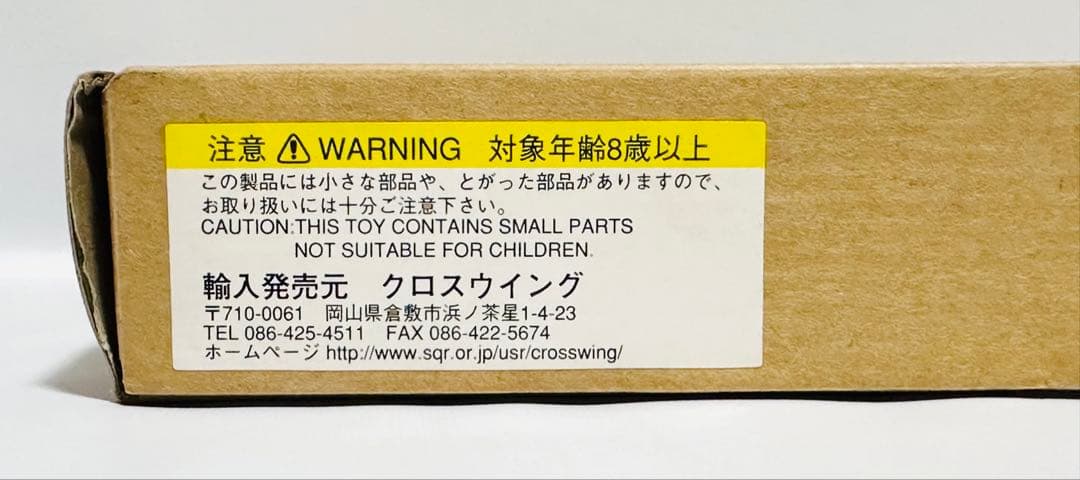 注意 ⚠ WARNING 対象年齢8歳以上
この製品には小さな部品や、とがった部品がありますので、
お取り扱いには十分ご注意下さい。
CAUTION:THIS TOY CONTAINS SMALL PARTS
NOT SUITABLE FOR CHILDREN.
輸入発売元 クロスウイング
〒710-0061 岡山県倉敷市浜ノ茶屋1-4-23
TEL 086-425-4511 FAX 086-422-5674
ホームページ http://www.sqr.or.jp/usr/crosswing/